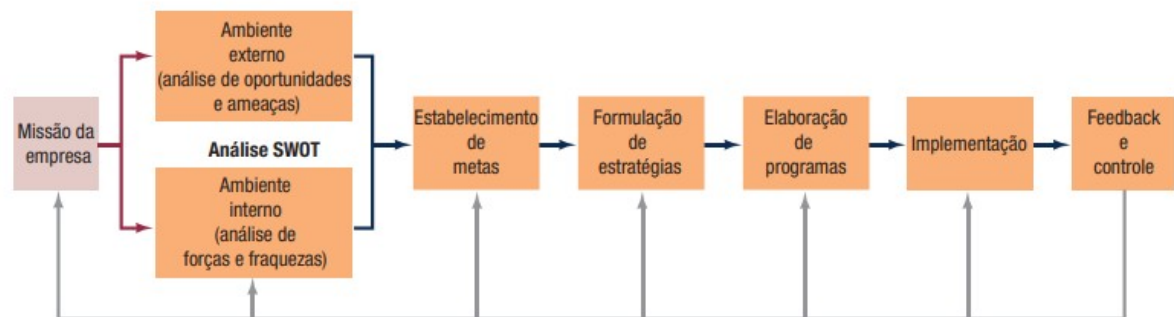 Missão da
empresa
Ambiente
externo
(análise de oportunidades
e ameaças)
Análise SWOT
Ambiente
interno
(análise de
forças e fraquezas)
Estabelecimento
de
metas
Formulação
de
estratégias
Elaboração
de
programas
Implementação
Feedback
e
controle